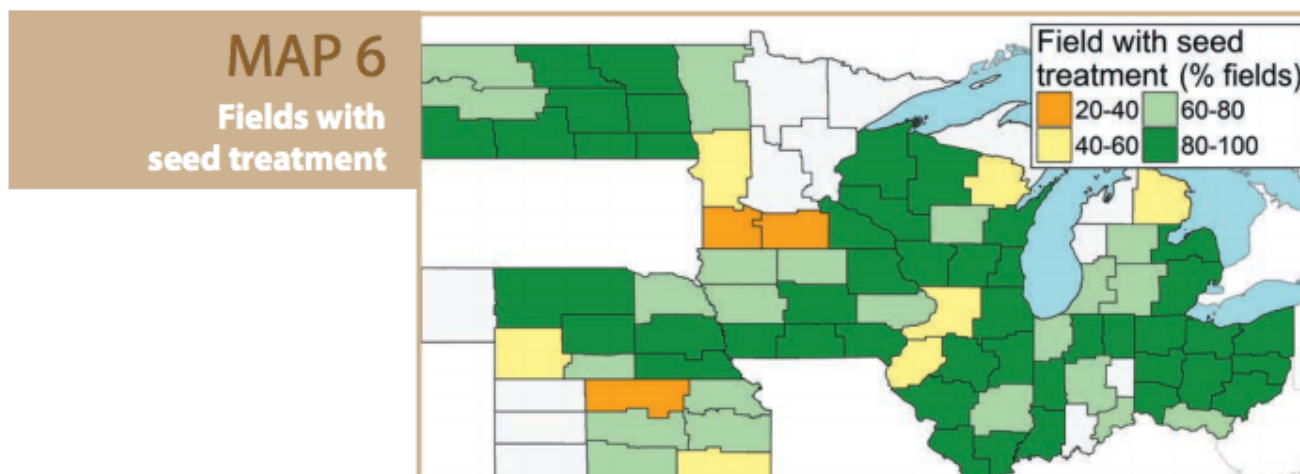 MAP 6
Fields with
seed treatment
Field with seed
treatment (% fields)
20-40
60-80
40-60
80-100